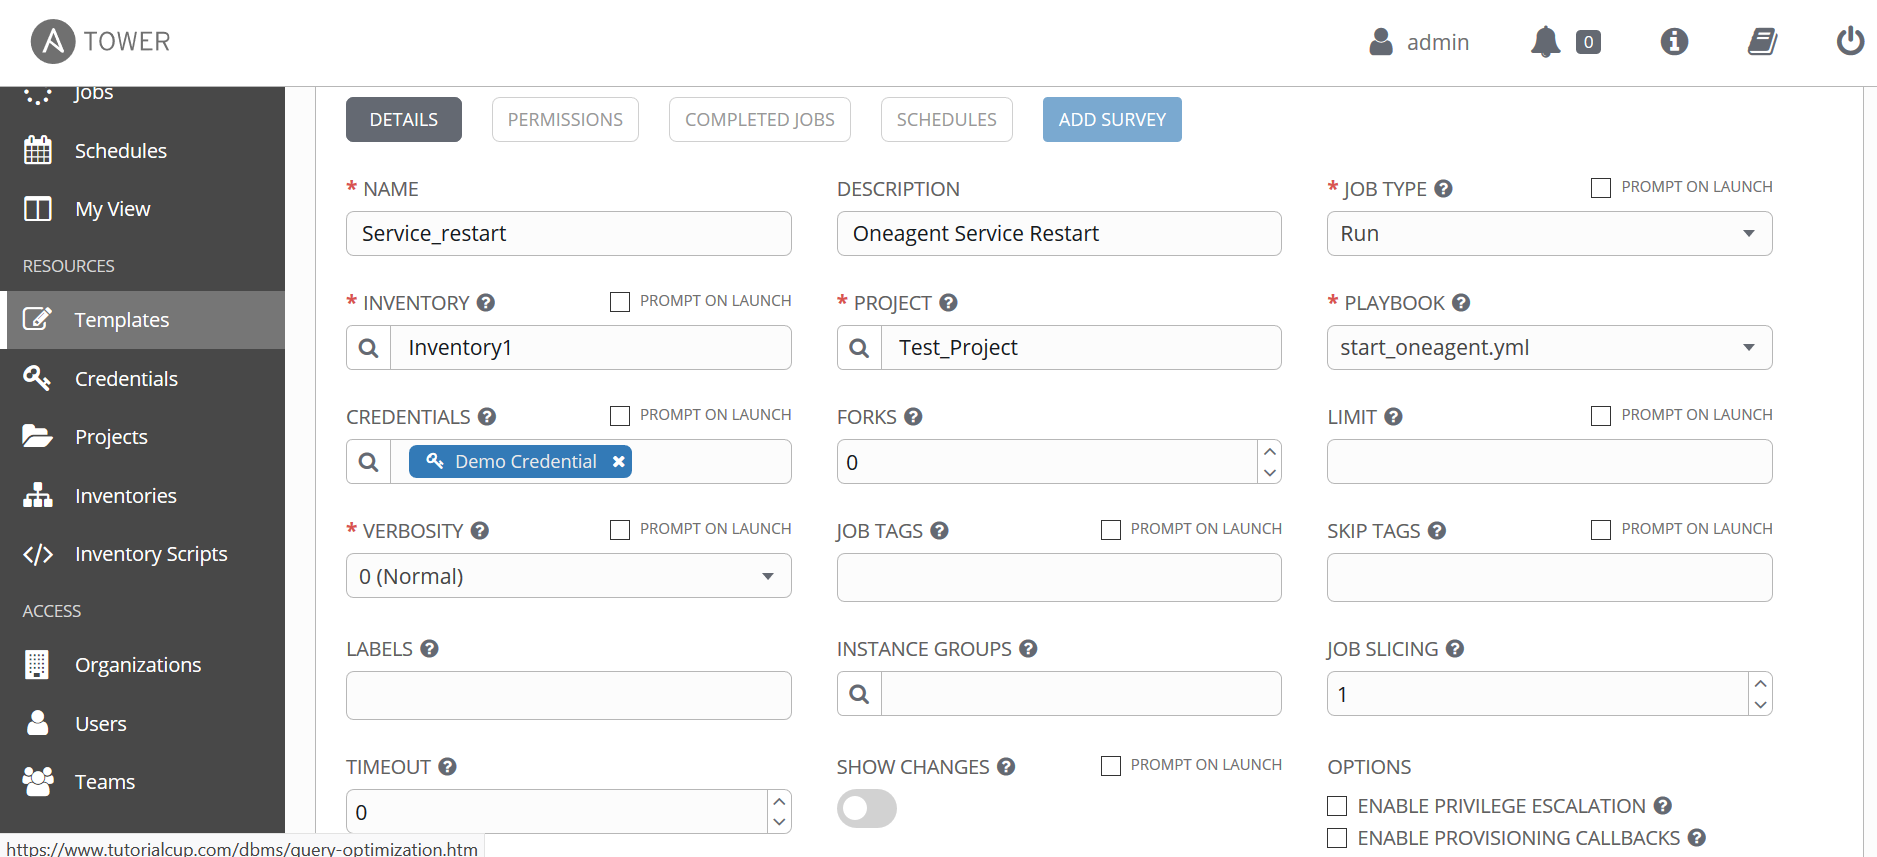 TOWER
admin
0
Jobs
Schedules
My View
RESOURCES
Templates
Credentials
Projects
Inventories
Inventory Scripts
ACCESS
Organizations
Users
Teams
DETAILS PERMISSIONS COMPLETED JOBS SCHEDULES ADD SURVEY
* NAME DESCRIPTION * JOB TYPE ? PROMPT ON LAUNCH
Service_restart Oneagent Service Restart Run
* INVENTORY ? PROMPT ON LAUNCH * PROJECT ? * PLAYBOOK ?
Inventory1 Test_Project start_oneagent.yml
CREDENTIALS ? PROMPT ON LAUNCH FORKS ? LIMIT ? PROMPT ON LAUNCH
Demo Credential 0
* VERBOSITY ? PROMPT ON LAUNCH JOB TAGS ? PROMPT ON LAUNCH SKIP TAGS ? PROMPT ON LAUNCH
0 (Normal)
LABELS ? INSTANCE GROUPS ? JOB SLICING ?
1
TIMEOUT ? SHOW CHANGES ? PROMPT ON LAUNCH OPTIONS
0 ENABLE PRIVILEGE ESCALATION ?
ENABLE PROVISIONING CALLBACKS ?
https://www.tutorialcup.com/dbms/query-optimization.htm